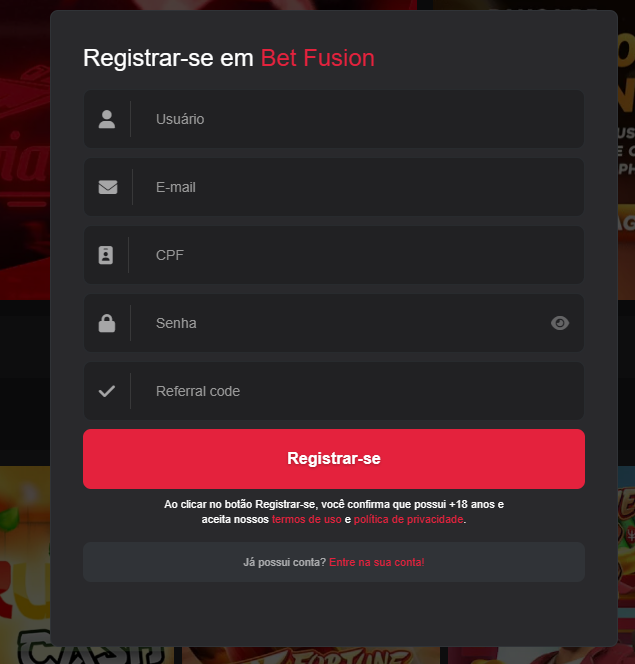 Registrar-se em Bet Fusion
Usuário
E-mail
CPF
Senha
Referral code
Registrar-se
Ao clicar no botão Registrar-se, você confirma que possui +18 anos e
aceita nossos termos de uso e política de privacidade.
Já possui conta? Entre na sua conta!
FORTUNE